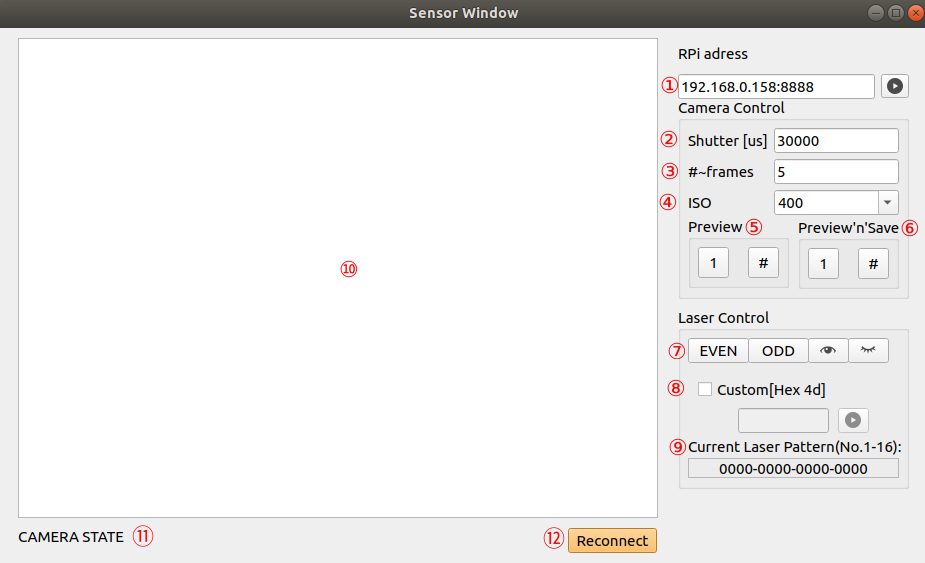 Sensor Window
RPi adress
① 192.168.0.158:8888
Camera Control
② Shutter [us] 30000
③ #~frames 5
④ ISO 400
Preview ⑤ Preview'n'Save ⑥
1 # 1 #
⑩
Laser Control
⑦ EVEN ODD
⑧ Custom[Hex 4d]
⑨ Current Laser Pattern(No.1-16):
0000-0000-0000-0000
CAMERA STATE ⑪ ⑫ Reconnect